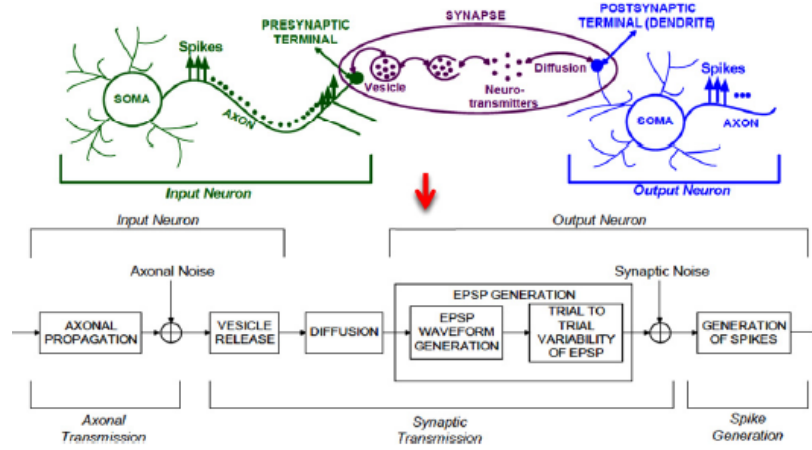 SYNAPSE
PRESYNAPTIC
TERMINAL
POSTSYNAPTIC
TERMINAL (DENDRITE)
Spikes
Vesicle
Neuro-
transmitters
Diffusion
Spikes
SOMA
AXON
SOMA
AXON
Input Neuron
Output Neuron
Input Neuron
Output Neuron
Axonal Noise
Synaptic Noise
EPSP GENERATION
AXONAL
PROPAGATION
VESICLE
RELEASE
DIFFUSION
EPSP
WAVEFORM
GENERATION
TRIAL TO
TRIAL
VARIABILITY
OF EPSP
GENERATION
OF SPIKES
Axonal
Transmission
Synaptic
Transmission
Spike
Generation